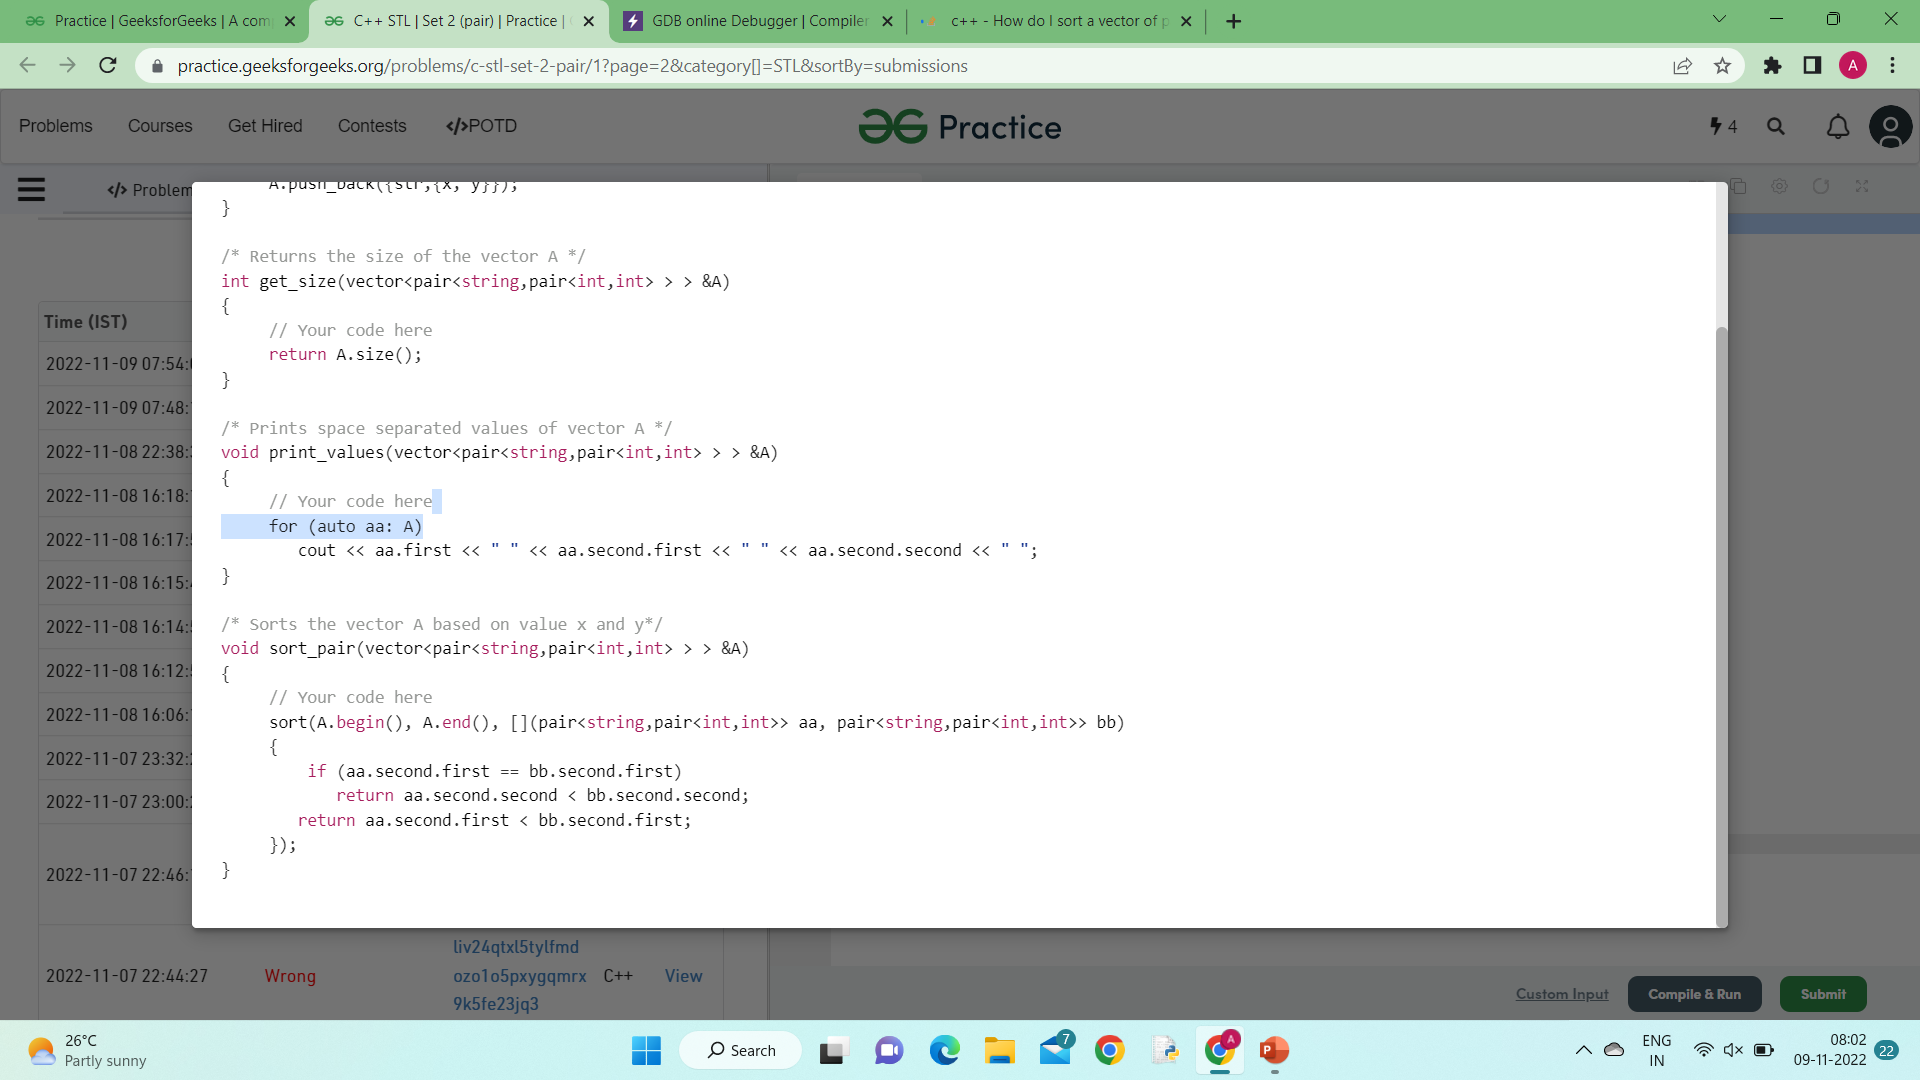 Practice | GeeksforGeeks | A com
C++ STL | Set 2 (pair) | Practice |
GDB online Debugger | Compiler
c++ - How do I sort a vector of p
practice.geeksforgeeks.org/problems/c-stl-set-2-pair/1?page=2&category[]=STL&sortBy=submissions
A
Problems
Courses
Get Hired
Contests
</>POTD
Practice
4
</> Problem
A.push_back({str,{x, y}});
}
/* Returns the size of the vector A */
int get_size(vector<pair<string,pair<int,int> > > &A)
{
// Your code here
return A.size();
}
/* Prints space separated values of vector A */
void print_values(vector<pair<string,pair<int,int> > > &A)
{
// Your code here
for (auto aa: A)
cout << aa.first << " " << aa.second.first << " " << aa.second.second << " ";
}
/* Sorts the vector A based on value x and y*/
void sort_pair(vector<pair<string,pair<int,int> > > &A)
{
// Your code here
sort(A.begin(), A.end(), [](pair<string,pair<int,int>> aa, pair<string,pair<int,int>> bb)
{
if (aa.second.first == bb.second.first)
return aa.second.second < bb.second.second;
return aa.second.first < bb.second.first;
});
}
Time (IST)
2022-11-09 07:54:
2022-11-09 07:48:
2022-11-08 22:38:
2022-11-08 16:18:
2022-11-08 16:17:
2022-11-08 16:15:
2022-11-08 16:14:
2022-11-08 16:12:
2022-11-08 16:06:
2022-11-07 23:32:
2022-11-07 23:00:
2022-11-07 22:46:
2022-11-07 22:44:27
Wrong
liv24qtxl5tylfmd
ozo1o5pxygqmrx
9k5fe23jq3
C++
View
Custom Input
Compile & Run
Submit
26°C
Partly sunny
Search
7
A
P
ENG
IN
08:02
09-11-2022
22